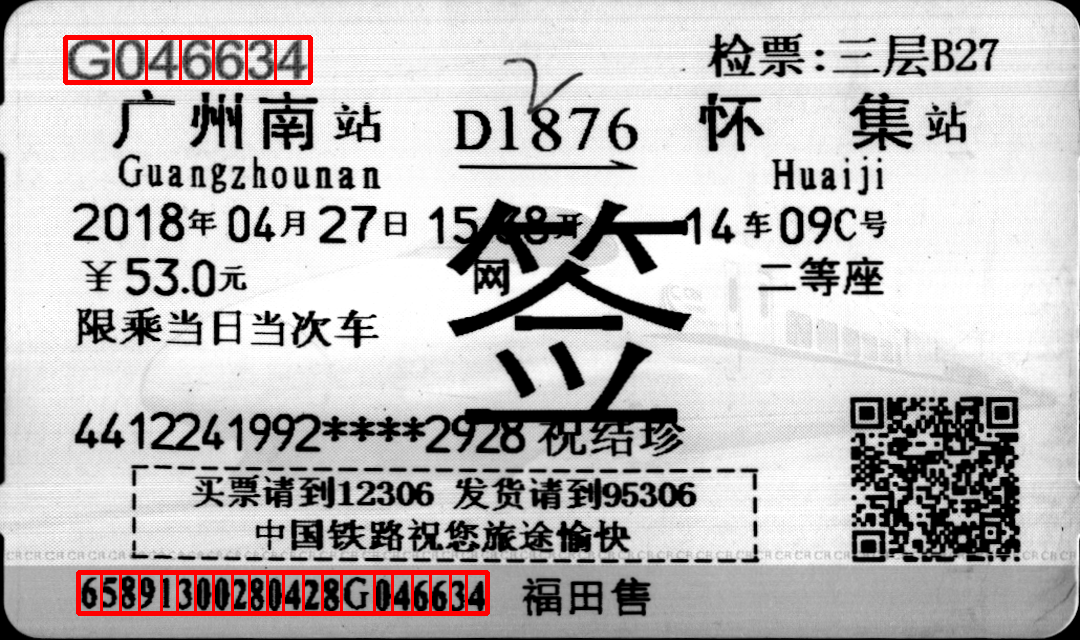 G046634 检票:三层B27
广州南站 D1876 怀集站
Guangzhounan Huaiji
2018年04月27日 15:48开 14车09C号
¥53.0元 网 二等座
限乘当日当次车
签
4412241992****2928 祝结珍
买票请到12306 发货请到95306
中国铁路祝您旅途愉快
65891300280428G046634 福田售